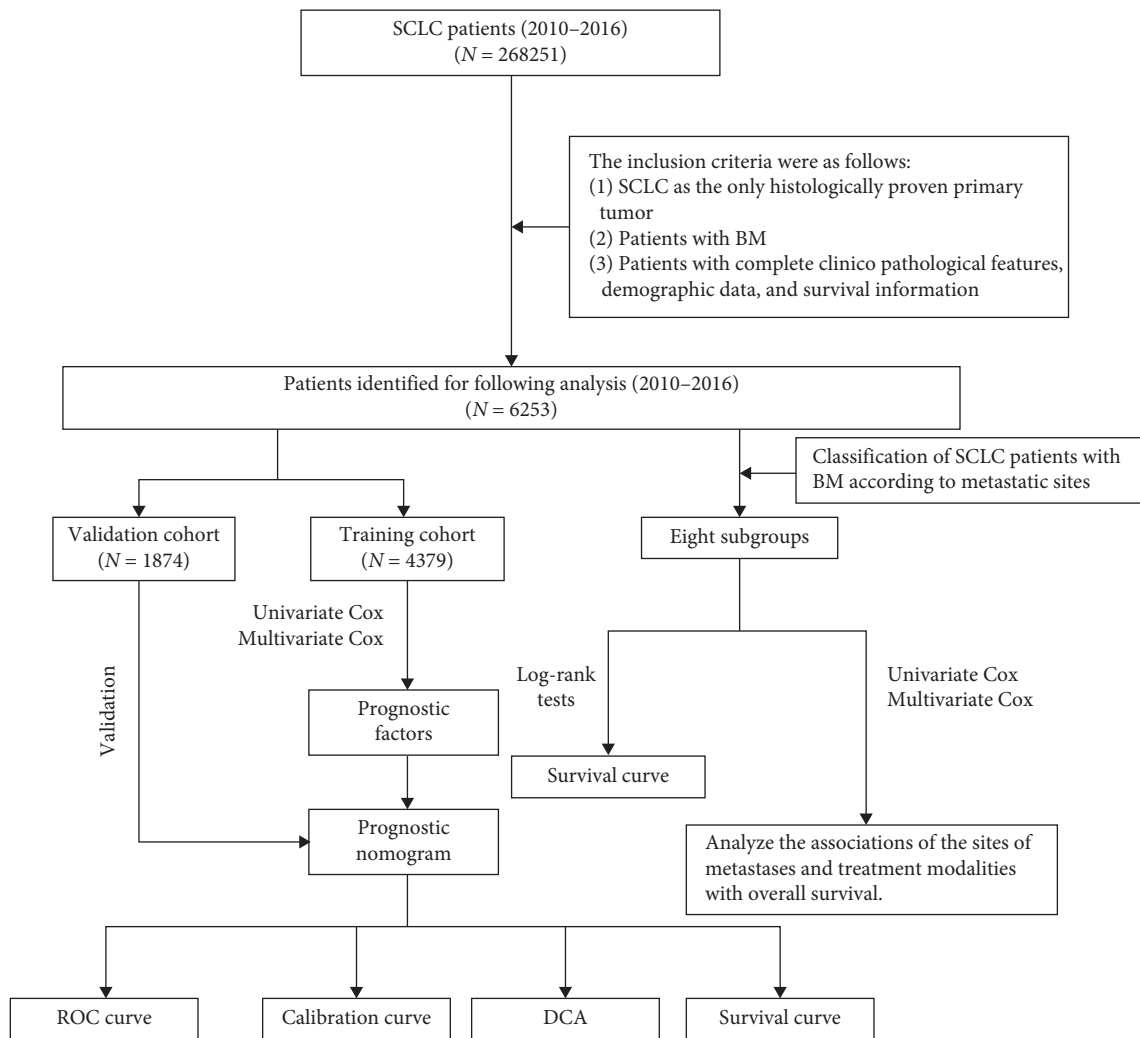 SCLC patients (2010–2016)
(N = 268251)
The inclusion criteria were as follows:
(1) SCLC as the only histologically proven primary
tumor
(2) Patients with BM
(3) Patients with complete clinico pathological features,
demographic data, and survival information
Patients identified for following analysis (2010–2016)
(N = 6253)
Classification of SCLC patients with
BM according to metastatic sites
Validation cohort
(N = 1874)
Training cohort
(N = 4379)
Eight subgroups
Univariate Cox
Multivariate Cox
Validation
Log-rank
tests
Univariate Cox
Multivariate Cox
Prognostic
factors
Survival curve
Prognostic
nomogram
Analyze the associations of the sites of
metastases and treatment modalities
with overall survival.
ROC curve
Calibration curve
DCA
Survival curve